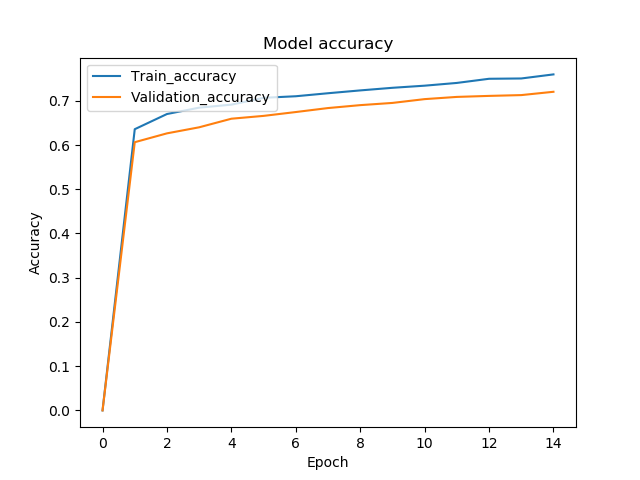 Model accuracy
Train_accuracy
Validation_accuracy
Accuracy
0.7
0.6
0.5
0.4
0.3
0.2
0.1
0.0
0 2 4 6 8 10 12 14
Epoch